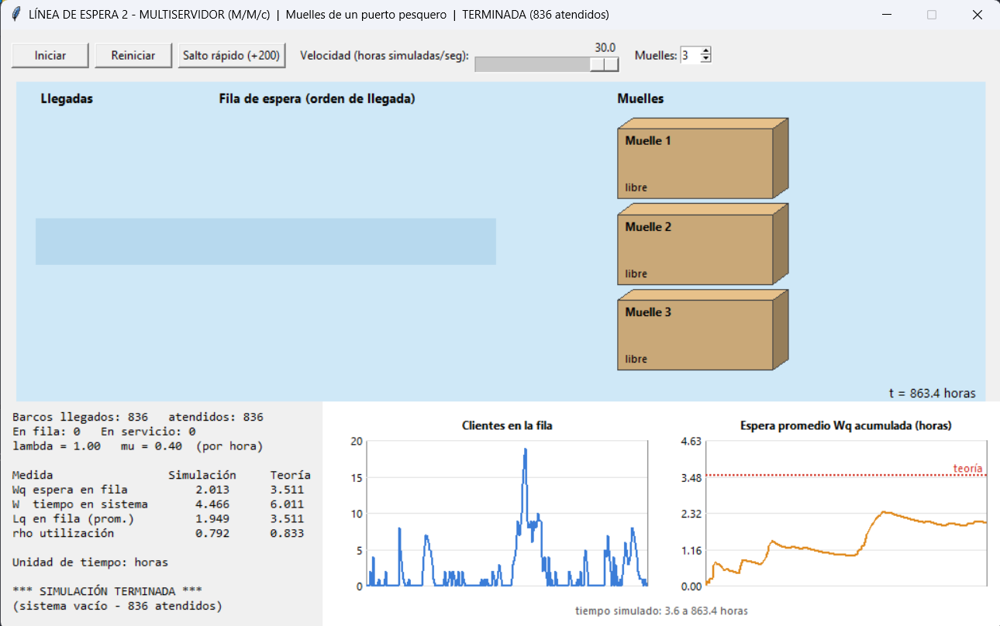 LÍNEA DE ESPERA 2 - MULTISERVIDOR (M/M/c) | Muelles de un puerto pesquero | TERMINADA (836 atendidos)
Iniciar Reiniciar Salto rápido (+200) Velocidad (horas simuladas/seg): 30.0 Muelles: 3
Llegadas Fila de espera (orden de llegada) Muelles
Muelle 1
libre
Muelle 2
libre
Muelle 3
libre
t = 863.4 horas
Barcos llegados: 836 atendidos: 836
En fila: 0 En servicio: 0
lambda = 1.00 mu = 0.40 (por hora)
Medida Simulación Teoría
Wq espera en fila 2.013 3.511
W tiempo en sistema 4.466 6.011
Lq en fila (prom.) 1.949 3.511
rho utilización 0.792 0.833
Unidad de tiempo: horas
*** SIMULACIÓN TERMINADA ***
(sistema vacío - 836 atendidos)
Clientes en la fila
20
15
10
5
0
Espera promedio Wq acumulada (horas)
4.63
teoría
3.48
2.32
1.16
0.00
tiempo simulado: 3.6 a 863.4 horas